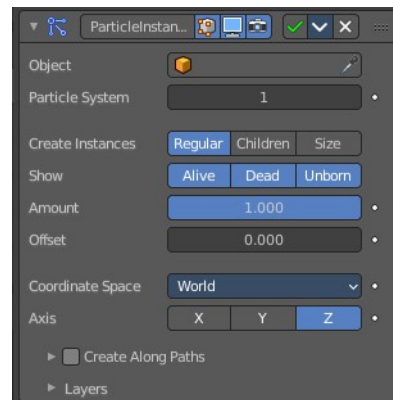 ParticleInstan...
Object
Particle System 1
Create Instances Regular Children Size
Show Alive Dead Unborn
Amount 1.000
Offset 0.000
Coordinate Space World
Axis X Y Z
Create Along Paths
Layers